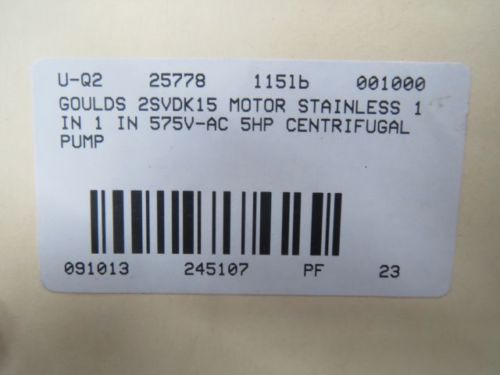 U-Q2 25778 115lb 001000
GOULDS 2SVDK15 MOTOR STAINLESS 1
IN 1 IN 575V-AC 5HP CENTRIFUGAL
PUMP
091013 245107 PF 23